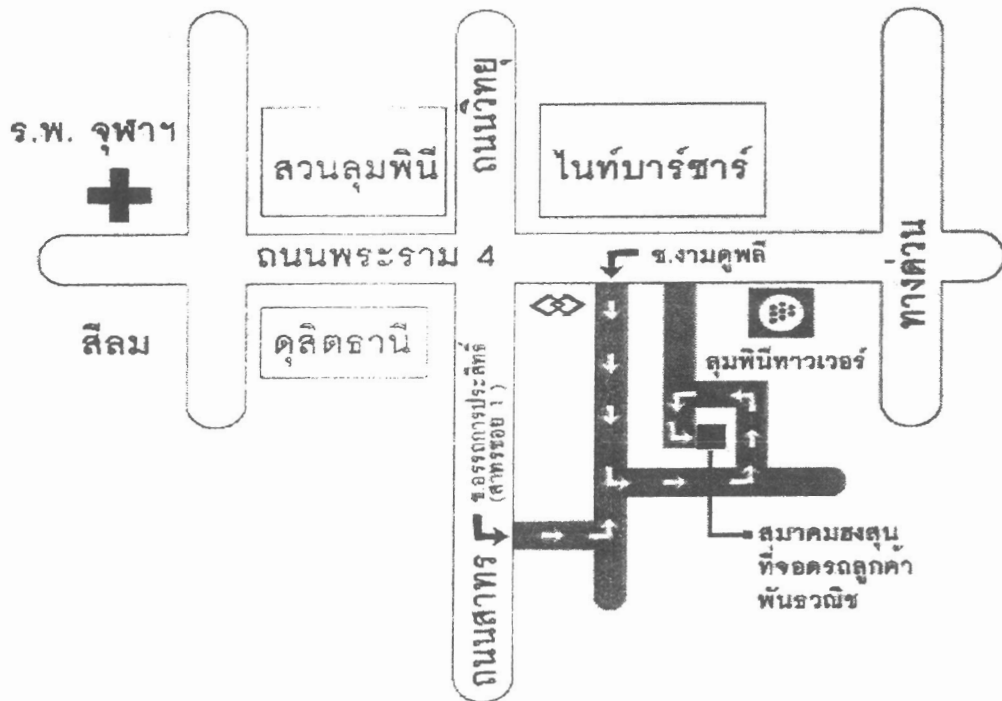 ร.พ. จุฬาฯ
สวนลุมพินี
ถนนวิทยุ
ไนท์บาร์ซาร์
ถนนพระราม 4
ซ.งามดูพลี
ทางด่วน
สีลม
ดุสิตธานี
ลุมพินีทาวเวอร์
ซ.อรรถการประสิทธิ์
(สาทรซอย 1)
ถนนสาทร
สมาคมฮงสุน
ที่จอดรถลูกค้า
พันธวณิช